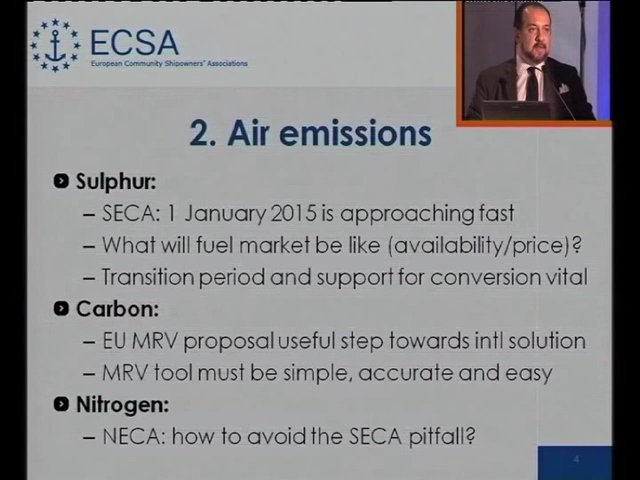 ECSA
European Community Shipowners' Associations
2. Air emissions
Sulphur:
– SECA: 1 January 2015 is approaching fast
– What will fuel market be like (availability/price)?
– Transition period and support for conversion vital
Carbon:
– EU MRV proposal useful step towards intl solution
– MRV tool must be simple, accurate and easy
Nitrogen:
– NECA: how to avoid the SECA pitfall?
4